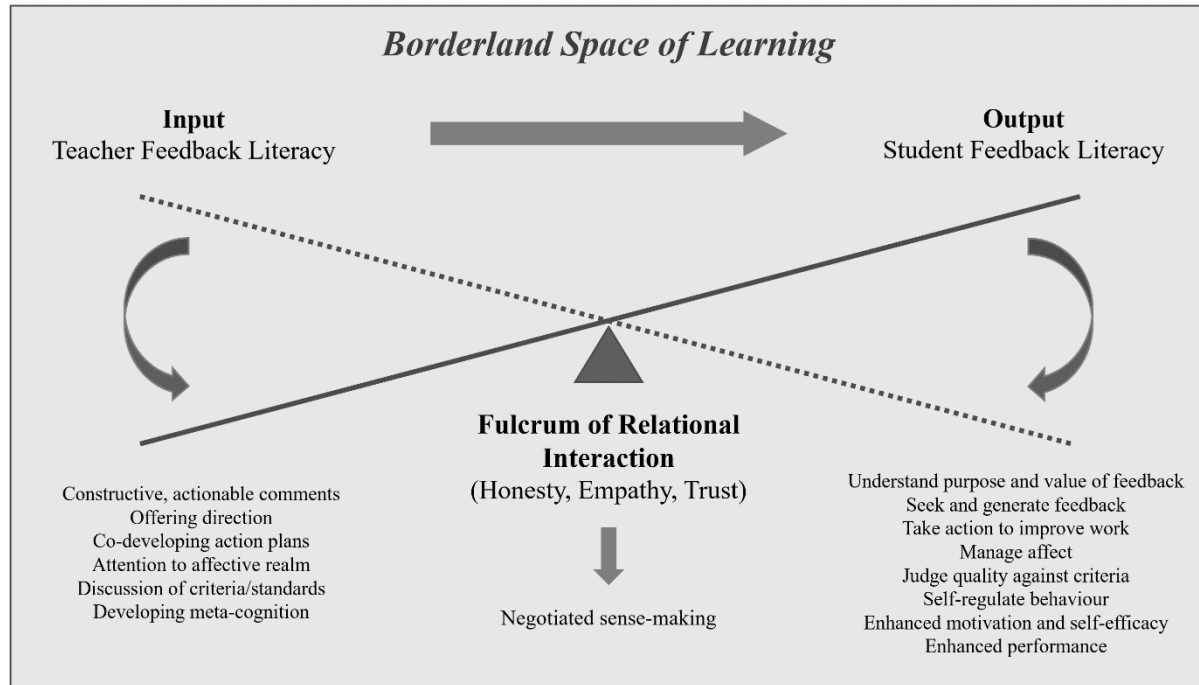 Borderland Space of Learning
Input
Teacher Feedback Literacy
Output
Student Feedback Literacy
Fulcrum of Relational
Interaction
(Honesty, Empathy, Trust)
Negotiated sense-making
Constructive, actionable comments
Offering direction
Co-developing action plans
Attention to affective realm
Discussion of criteria/standards
Developing meta-cognition
Understand purpose and value of feedback
Seek and generate feedback
Take action to improve work
Manage affect
Judge quality against criteria
Self-regulate behaviour
Enhanced motivation and self-efficacy
Enhanced performance